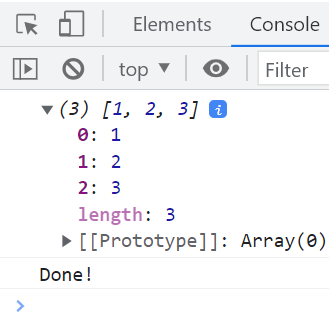 Elements Console
top Filter
(3) [1, 2, 3] i
0: 1
1: 2
2: 3
length: 3
[[Prototype]]: Array(0)
Done!